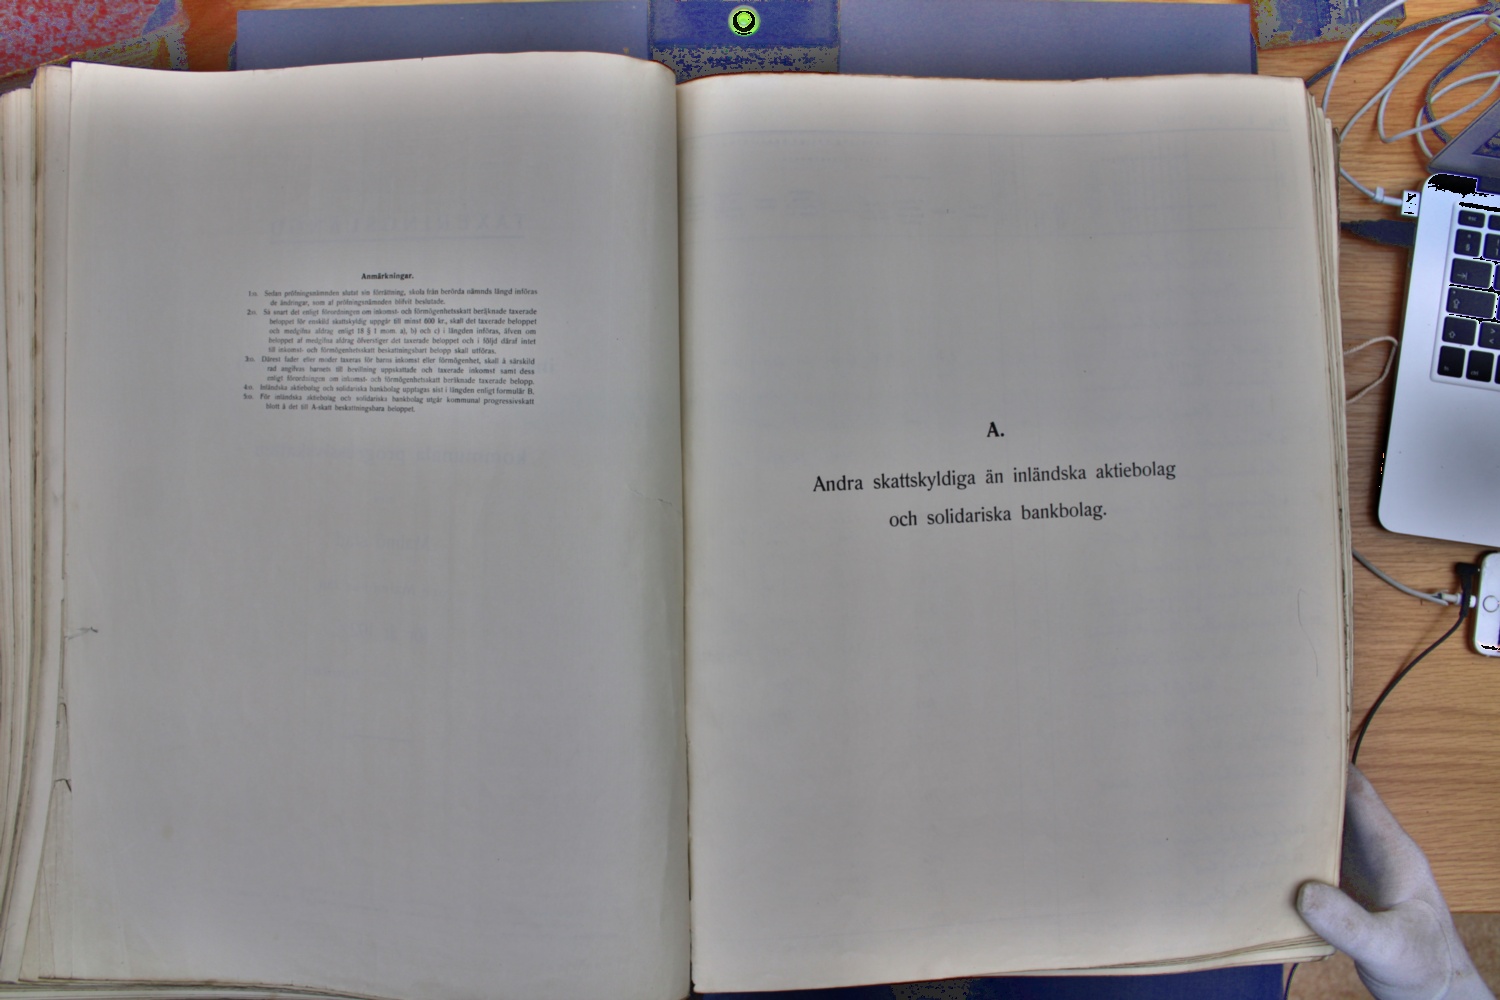 Anmärkningar.
1:o. Sedan pröfningsnämnden slutat sin förrättning, skola från berörda nämnds längd införas
de ändringar, som af pröfningsnämnden blifvit beslutade.
2:o. Så snart det enligt förordningen om inkomst- och förmögenhetsskatt beräknade taxerade
beloppet för enskild skattskyldig uppgår till minst 600 kr., skall det taxerade beloppet
och medgifna afdrag enligt 18 § 1 mom. a), b) och c) i längden införas, äfven om
beloppet af medgifna afdrag öfverstiger det taxerade beloppet och i följd däraf intet
till inkomst- och förmögenhetsskatt beskattningsbart belopp skall utföras.
3:o. Därest fader eller moder taxeras för barns inkomst eller förmögenhet, skall å särskild
rad angifvas barnets till bevillning uppskattade och taxerade inkomst samt dess
enligt förordningen om inkomst- och förmögenhetsskatt beräknade taxerade belopp.
4:o. Inländska aktiebolag och solidariska bankbolag upptagas sist i längden enligt formulär B.
5:o. För inländska aktiebolag och solidariska bankbolag utgår kommunal progressivskatt
blott å det till A-skatt beskattningsbara beloppet.
A.
Andra skattskyldiga än inländska aktiebolag
och solidariska bankbolag.